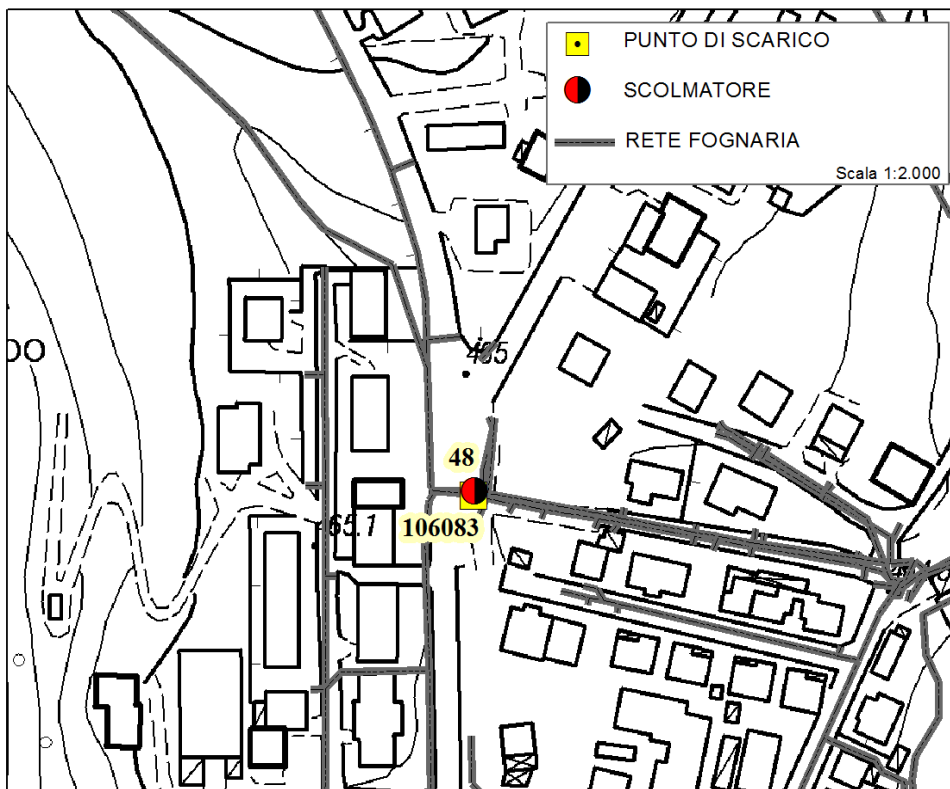 PUNTO DI SCARICO
SCOLMATORE
RETE FOGNARIA
Scala 1:2.000
48
106083
65.1